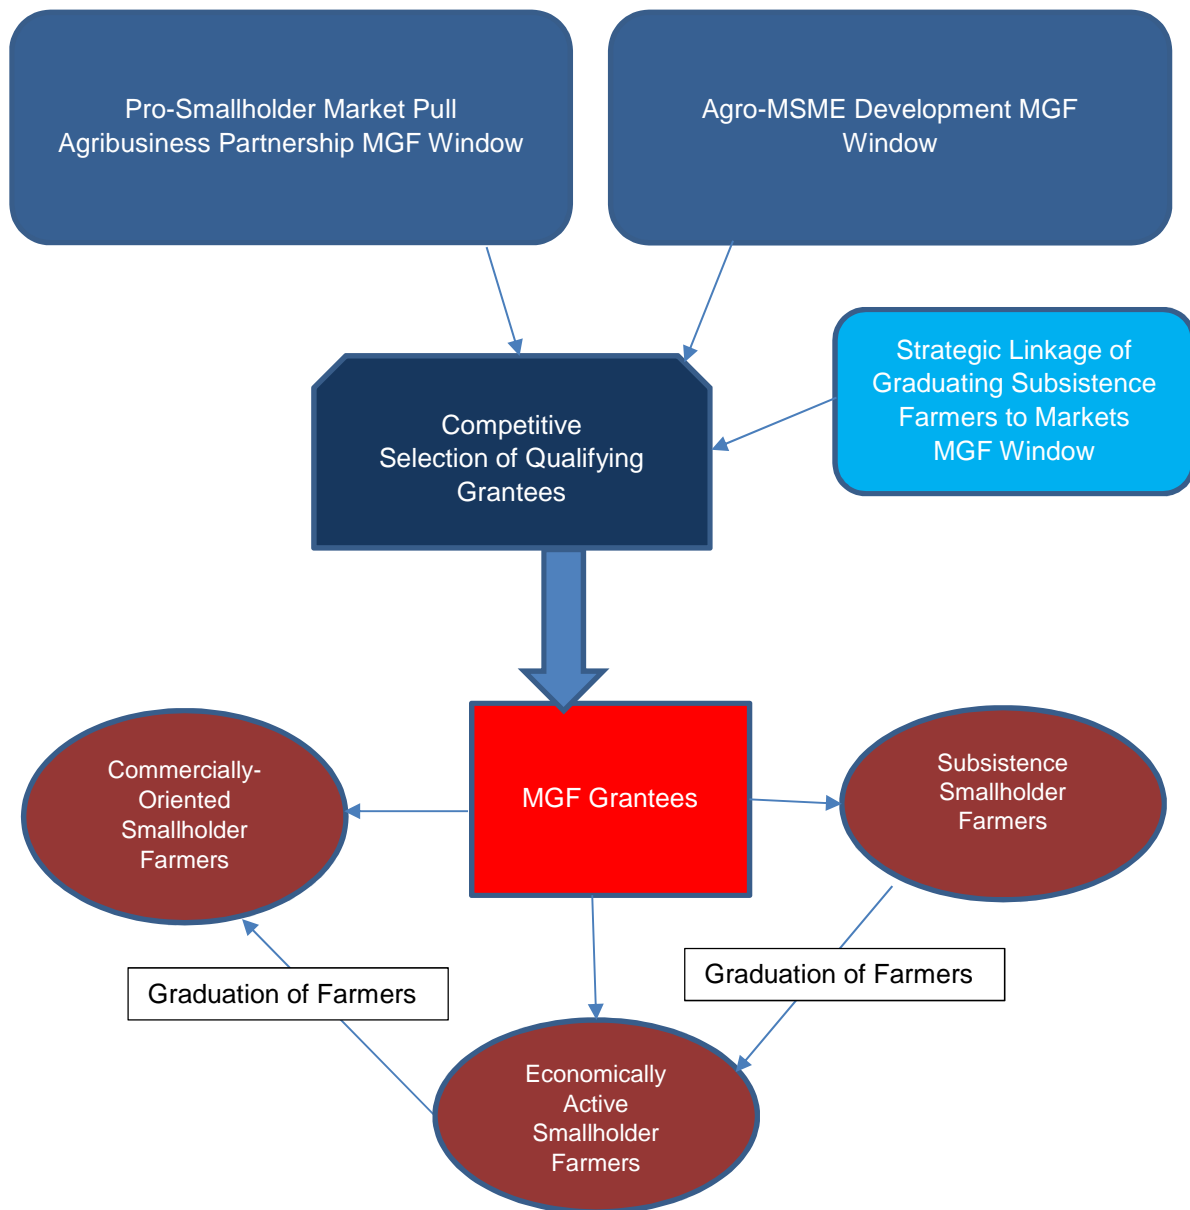 Pro-Smallholder Market Pull
Agribusiness Partnership MGF Window
Agro-MSME Development MGF
Window
Strategic Linkage of
Graduating Subsistence
Farmers to Markets
MGF Window
Competitive
Selection of Qualifying
Grantees
MGF Grantees
Commercially-
Oriented
Smallholder
Farmers
Subsistence
Smallholder
Farmers
Graduation of Farmers
Graduation of Farmers
Economically
Active
Smallholder
Farmers